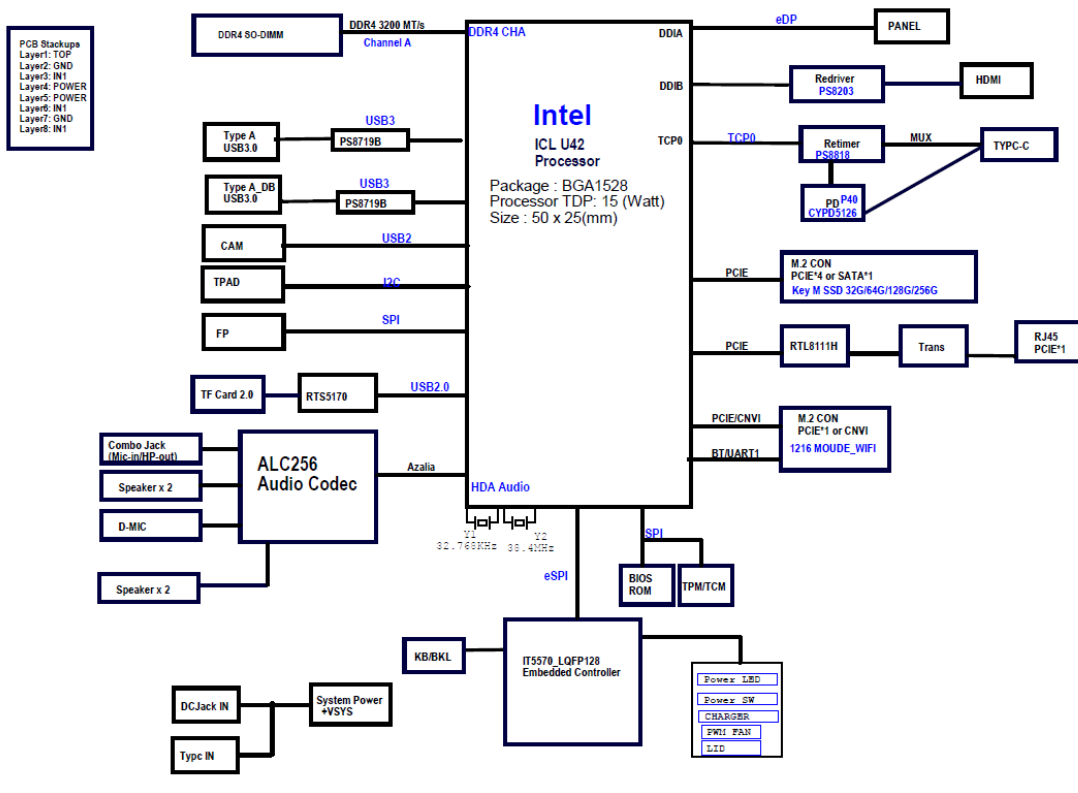 PCB Stackups
Layer1: TOP
Layer2: GND
Layer3: IN1
Layer4: POWER
Layer5: POWER
Layer6: IN1
Layer7: GND
Layer8: IN1
DDR4 SO-DIMM
DDR4 3200 MT/s
Channel A
DDR4 CHA
DDIA
eDP
PANEL
DDIB
Redriver
PS8203
HDMI
Intel
ICL U42
Processor
Package : BGA1528
Processor TDP: 15 (Watt)
Size : 50 x 25(mm)
TCP0
TCP0
Retimer
PS8818
MUX
TYPC-C
PD P40
CYPD5126
Type A
USB3.0
PS8719B
USB3
Type A_DB
USB3.0
PS8719B
USB3
CAM
USB2
TPAD
I2C
FP
SPI
PCIE
M.2 CON
PCIE*4 or SATA*1
Key M SSD 32G/64G/128G/256G
PCIE
RTL8111H
Trans
RJ45
PCIE*1
TF Card 2.0
RTS5170
USB2.0
PCIE/CNVI
BT/UART1
M.2 CON
PCIE*1 or CNVI
1216 MOUDE_WIFI
Combo Jack
(Mic-in/HP-out)
Speaker x 2
D-MIC
Speaker x 2
ALC256
Audio Codec
Azalia
HDA Audio
Y1
32.768KHz
Y2
38.4MHz
eSPI
SPI
BIOS
ROM
TPM/TCM
KB/BKL
IT5570_LQFP128
Embedded Controller
Power LED
Power SW
CHARGER
PWM FAN
LID
DCJack IN
Typc IN
System Power
+VSYS